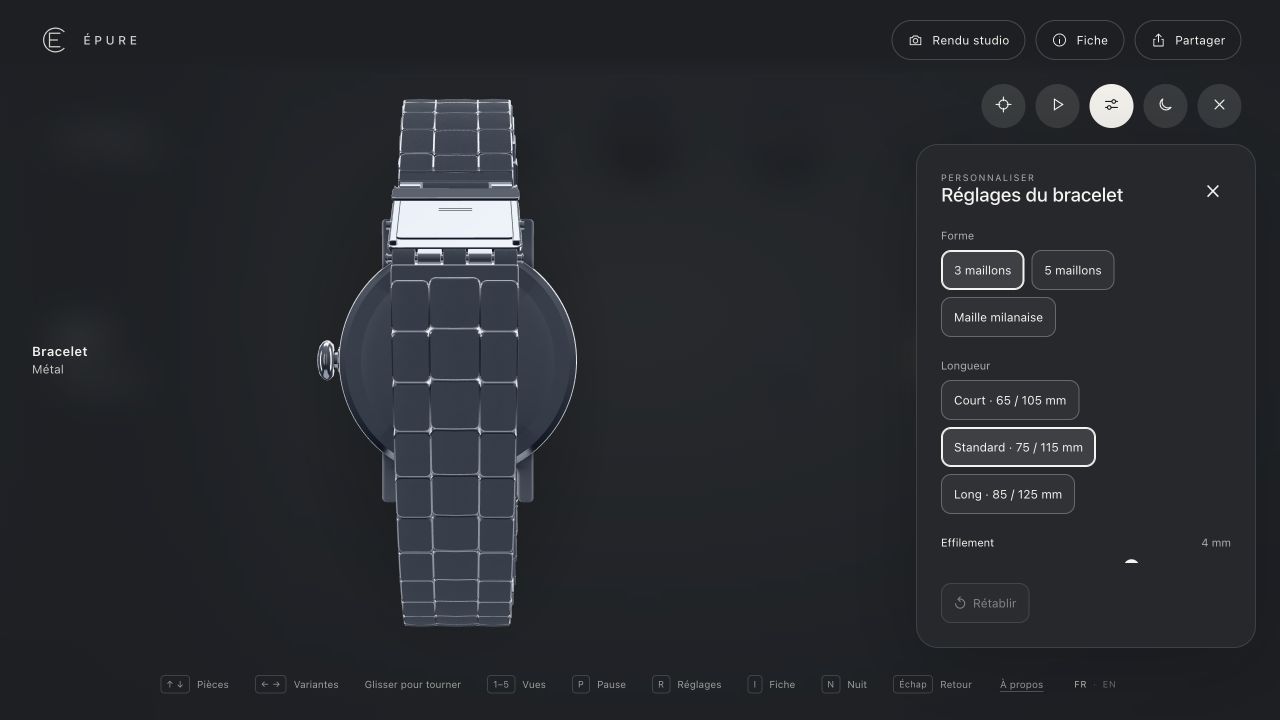 ÉPURE
Rendu studio
Fiche
Partager
PERSONNALISER
Réglages du bracelet
Forme
3 maillons
5 maillons
Maille milanaise
Longueur
Court · 65 / 105 mm
Standard · 75 / 115 mm
Long · 85 / 125 mm
Effilement
4 mm
Rétablir
Bracelet
Métal
↑ ↓ Pièces
← → Variantes
Glisser pour tourner
1–5 Vues
P Pause
R Réglages
I Fiche
N Nuit
Échap Retour
À propos
FR · EN